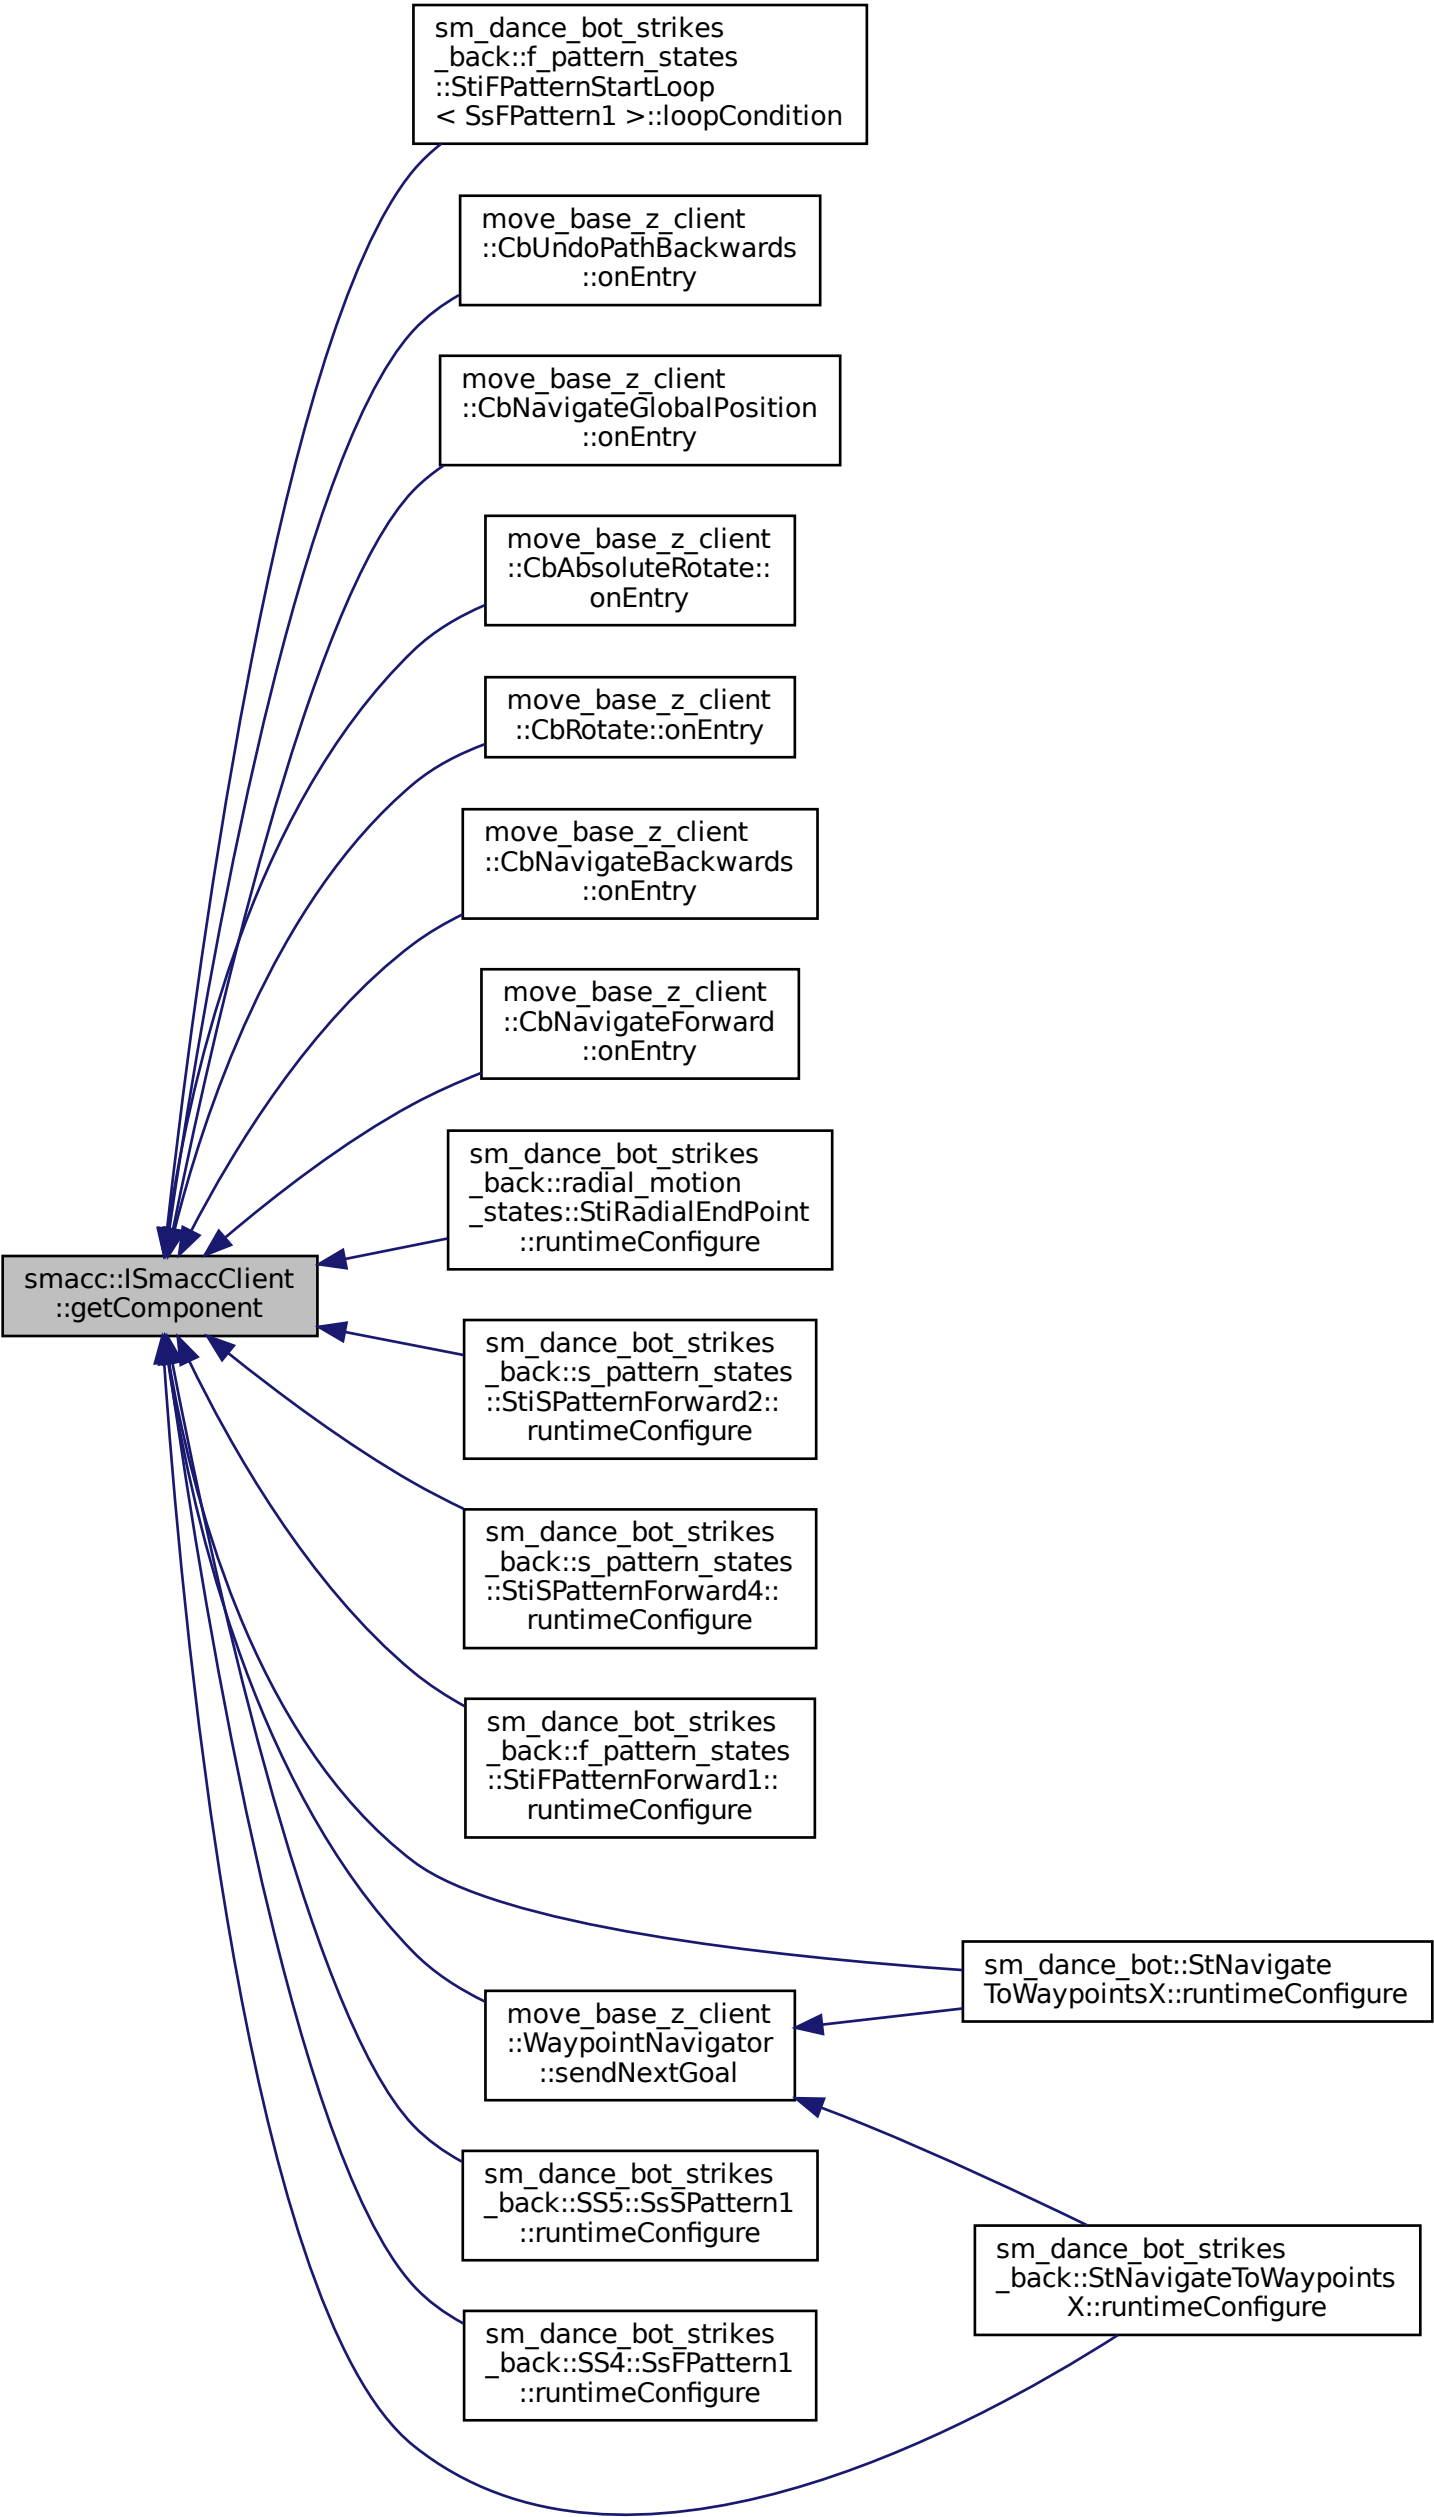 sm_dance_bot_strikes
_back::f_pattern_states
::StiFPatternStartLoop
< SsFPattern1 >::loopCondition
move_base_z_client
::CbUndoPathBackwards
::onEntry
move_base_z_client
::CbNavigateGlobalPosition
::onEntry
move_base_z_client
::CbAbsoluteRotate::
onEntry
move_base_z_client
::CbRotate::onEntry
move_base_z_client
::CbNavigateBackwards
::onEntry
move_base_z_client
::CbNavigateForward
::onEntry
sm_dance_bot_strikes
_back::radial_motion
_states::StiRadialEndPoint
::runtimeConfigure
smacc::ISmaccClient
::getComponent
sm_dance_bot_strikes
_back::s_pattern_states
::StiSPatternForward2::
runtimeConfigure
sm_dance_bot_strikes
_back::s_pattern_states
::StiSPatternForward4::
runtimeConfigure
sm_dance_bot_strikes
_back::f_pattern_states
::StiFPatternForward1::
runtimeConfigure
sm_dance_bot::StNavigate
ToWaypointsX::runtimeConfigure
move_base_z_client
::WaypointNavigator
::sendNextGoal
sm_dance_bot_strikes
_back::SS5::SsSPattern1
::runtimeConfigure
sm_dance_bot_strikes
_back::StNavigateToWaypoints
X::runtimeConfigure
sm_dance_bot_strikes
_back::SS4::SsFPattern1
::runtimeConfigure